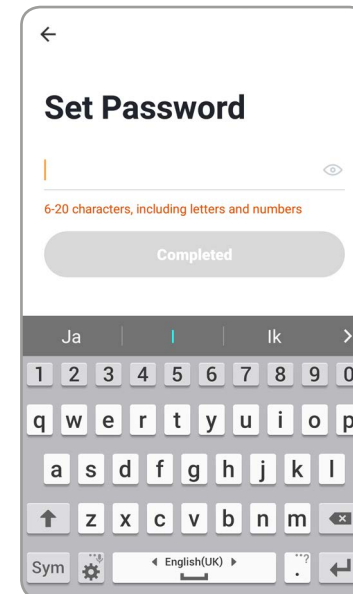 Set Password
6-20 characters, including letters and numbers
Completed
Ja I Ik
1 2 3 4 5 6 7 8 9 0
q w e r t y u i o p
a s d f g h j k l
z x c v b n m
Sym English(UK) . ?